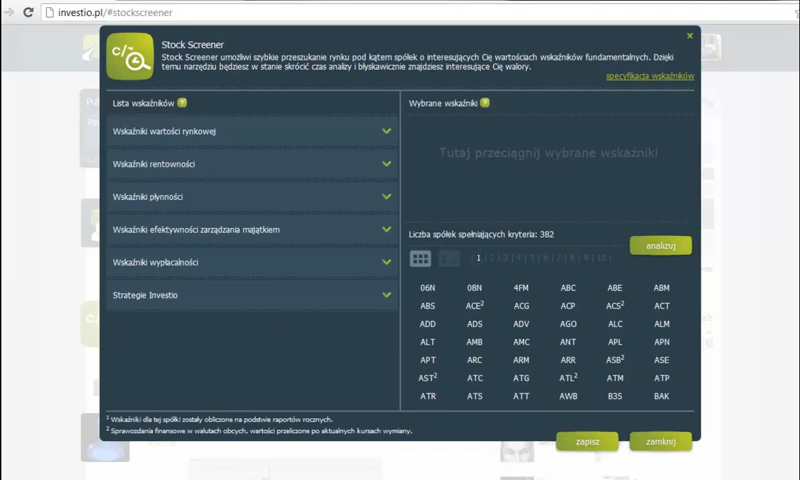 investio.pl/#stockscreener
Stock Screener
Stock Screener umożliwi szybkie przeszukanie rynku pod kątem spółek o interesujących Cię wartościach wskaźników fundamentalnych. Dzięki
temu narzędziu będziesz w stanie skrócić czas analizy i błyskawicznie znajdziesz interesujące Cię walory.
specyfikacja wskaźników
Lista wskaźników ?
Wskaźniki wartości rynkowej
Wskaźniki rentowności
Wskaźniki płynności
Wskaźniki efektywności zarządzania majątkiem
Wskaźniki wypłacalności
Strategie Investio
Wybrane wskaźniki ?
Tutaj przeciągnij wybrane wskaźniki
Liczba spółek spełniających kryteria: 382
analizuj
| 1 | 2 | 3 | 4 | 5 | 6 | 7 | 8 | 9 | 10 |
06N 08N 4FM ABC ABE ABM
ABS ACE² ACG ACP ACS² ACT
ADD ADS ADV AGO ALC ALM
ALT AMB AMC ANT APL APN
APT ARC ARM ARR ASB² ASE
AST² ATC ATG ATL² ATM ATP
ATR ATS ATT AWB B3S BAK
¹ Wskaźniki dla tej spółki zostały obliczone na podstwie raportów rocznych.
² Sprawozdania finansowe w walutach obcych, wartości przeliczone po aktualnych kursach wymiany.
zapisz
zamknij